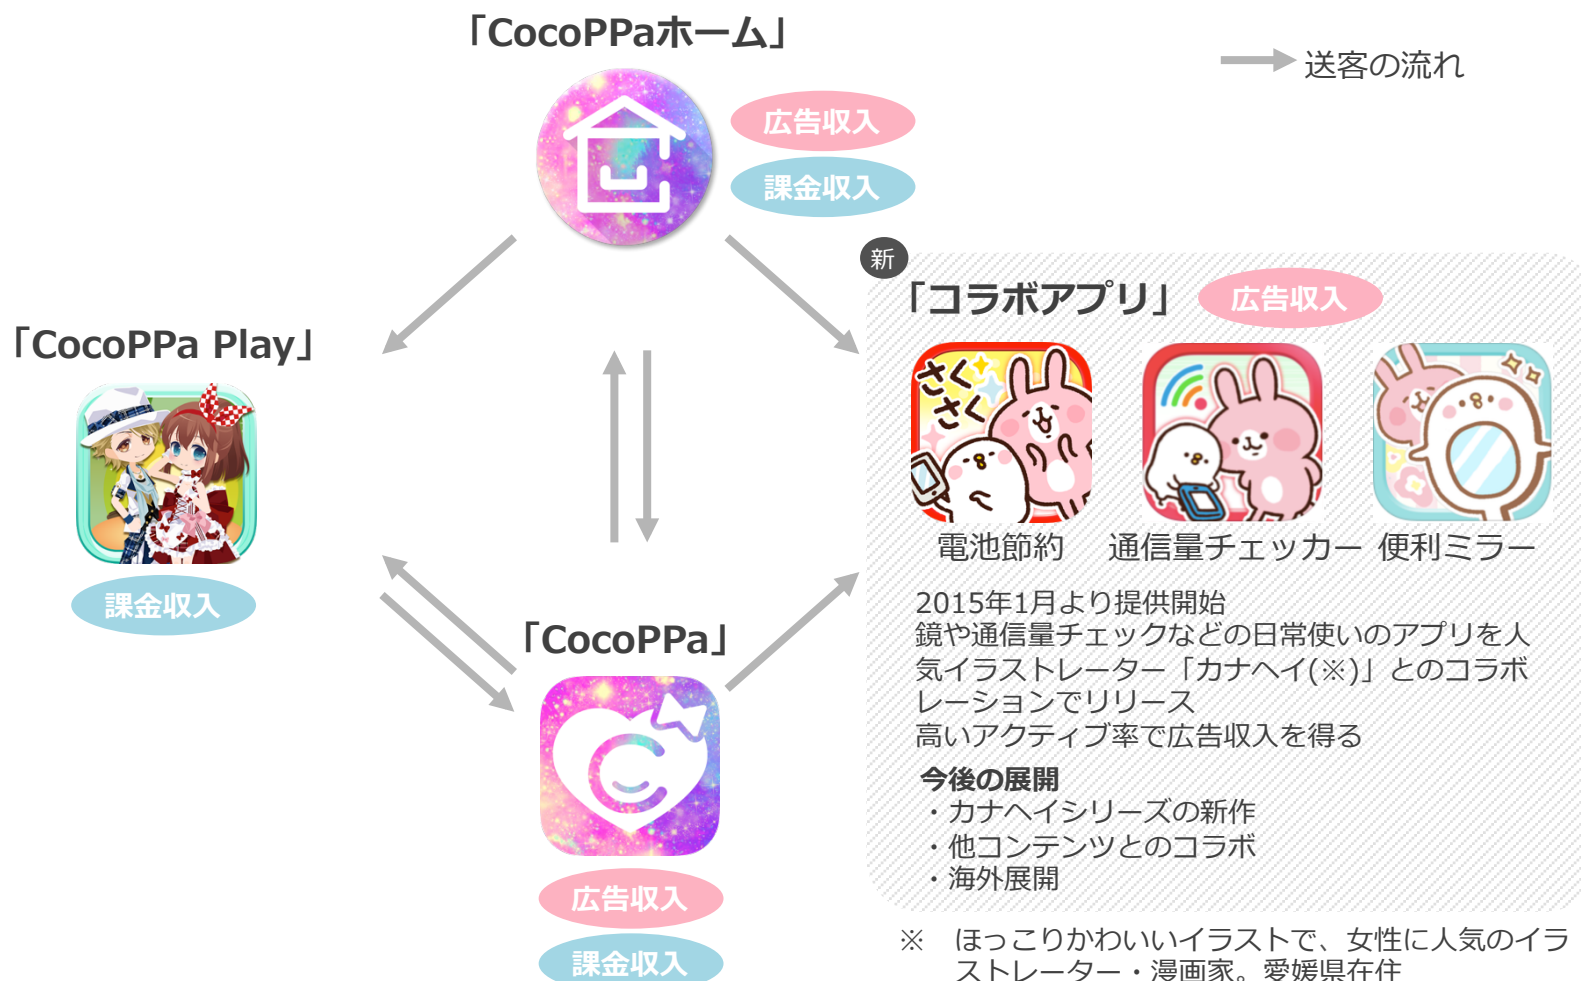 「CocoPPaホーム」
送客の流れ
広告収入
課金収入
新
「コラボアプリ」
広告収入
「CocoPPa Play」
さくさく
電池節約
通信量チェッカー
便利ミラー
課金収入
2015年1月より提供開始
鏡や通信量チェックなどの日常使いのアプリを人
気イラストレーター「カナヘイ(※)」とのコラボ
レーションでリリース
高いアクティブ率で広告収入を得る
「CocoPPa」
今後の展開
・カナヘイシリーズの新作
・他コンテンツとのコラボ
・海外展開
広告収入
課金収入
※ ほっこりかわいいイラストで、女性に人気のイラ
ストレーター・漫画家。愛媛県在住